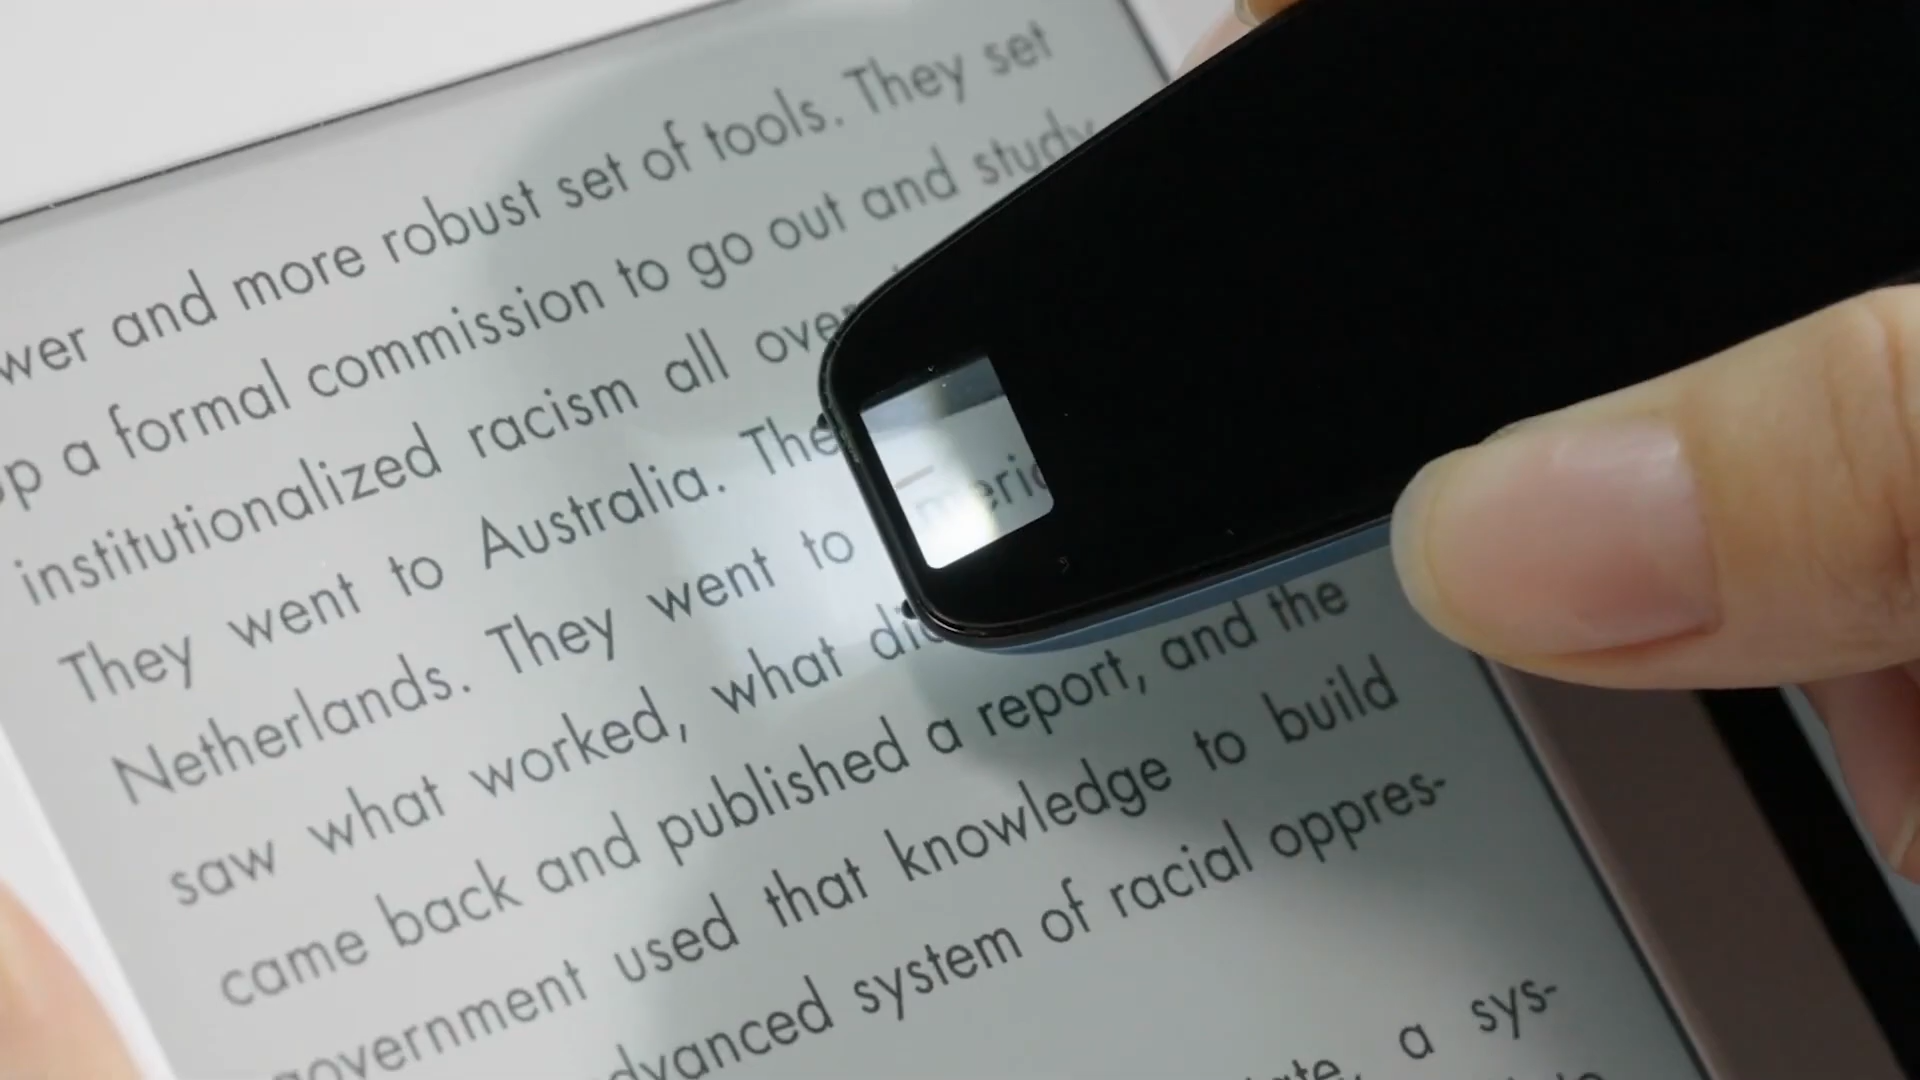 and more robust set of tools. They set
a formal commission to go out and study
institutionalized racism all over
They went to Australia.
Netherlands. They went to
saw what worked, what
came back and published a report, and the
government used that knowledge to build
system of racial oppres-
a sys-